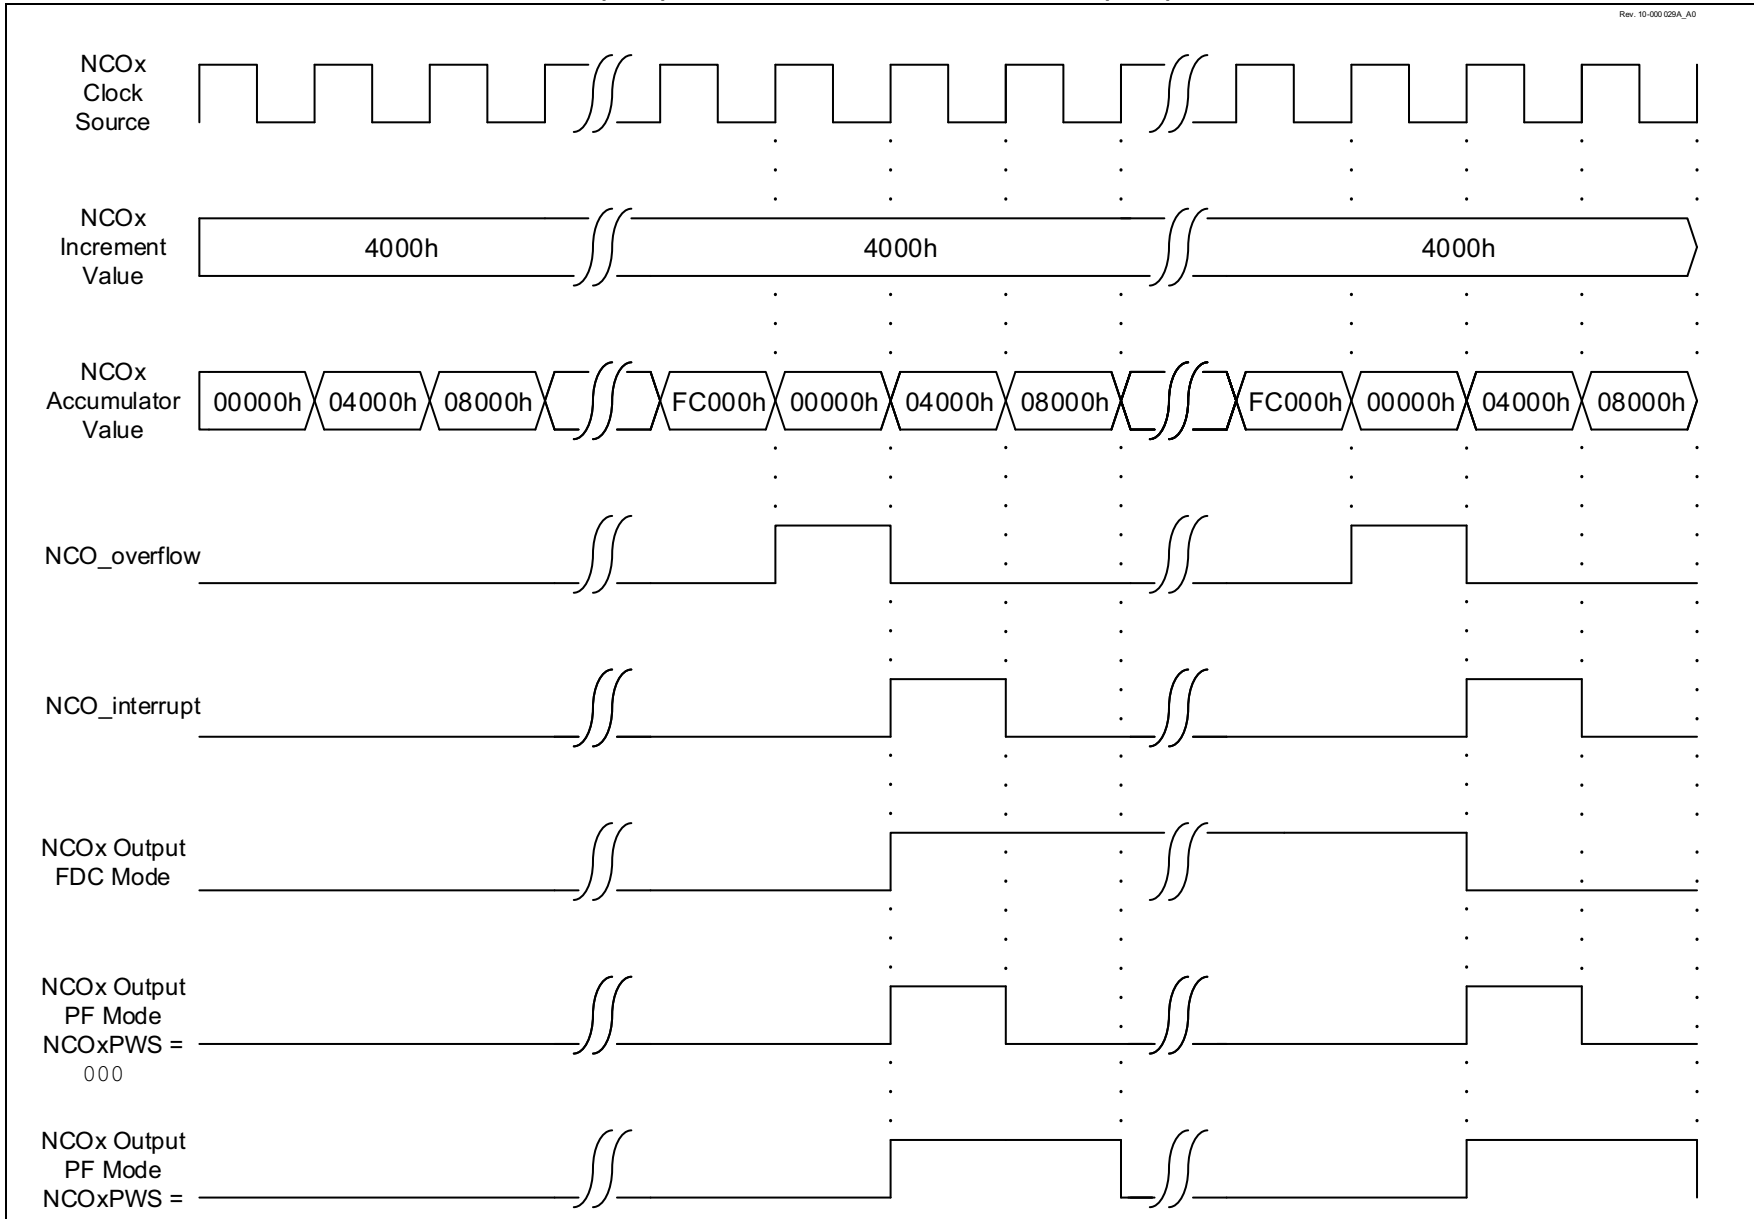 Rev. 10-000 029A_A0
NCOx
Clock
Source
NCOx
Increment
Value
4000h
4000h
4000h
NCOx
Accumulator
Value
00000h 04000h 08000h FC000h 00000h 04000h 08000h FC000h 00000h 04000h 08000h
NCO_overflow
NCO_interrupt
NCOx Output
FDC Mode
NCOx Output
PF Mode
NCOxPWS =
000
NCOx Output
PF Mode
NCOxPWS =